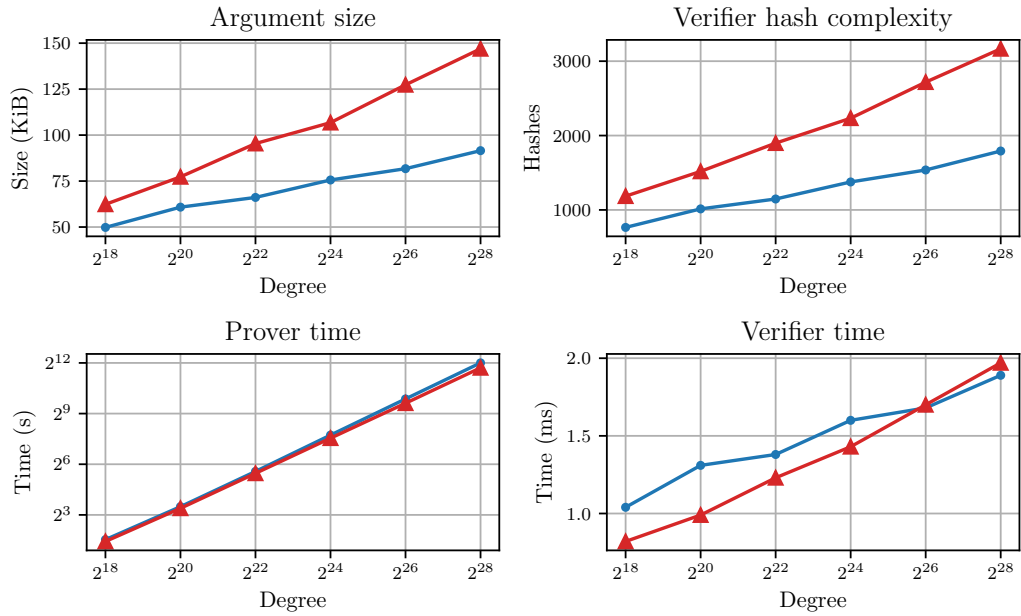 Argument size
150
125
100
75
50
Size (KiB)
2^18 2^20 2^22 2^24 2^26 2^28
Degree
Verifier hash complexity
3000
2000
1000
Hashes
2^18 2^20 2^22 2^24 2^26 2^28
Degree
Prover time
2^12
2^9
2^6
2^3
Time (s)
2^18 2^20 2^22 2^24 2^26 2^28
Degree
Verifier time
2.0
1.5
1.0
Time (ms)
2^18 2^20 2^22 2^24 2^26 2^28
Degree